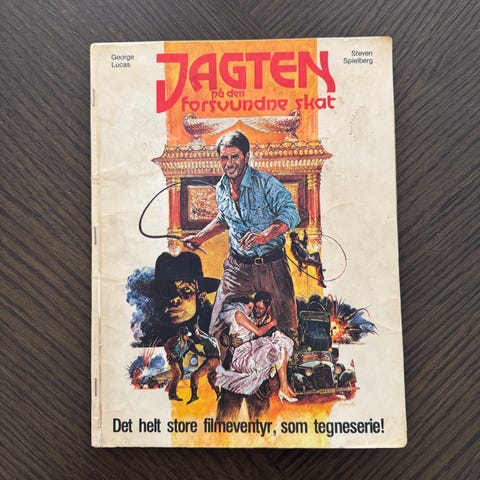 George
Lucas
Steven
Spielberg
JAGTEN
på den
forsvundne skat
Det helt store filmeventyr, som tegneserie!